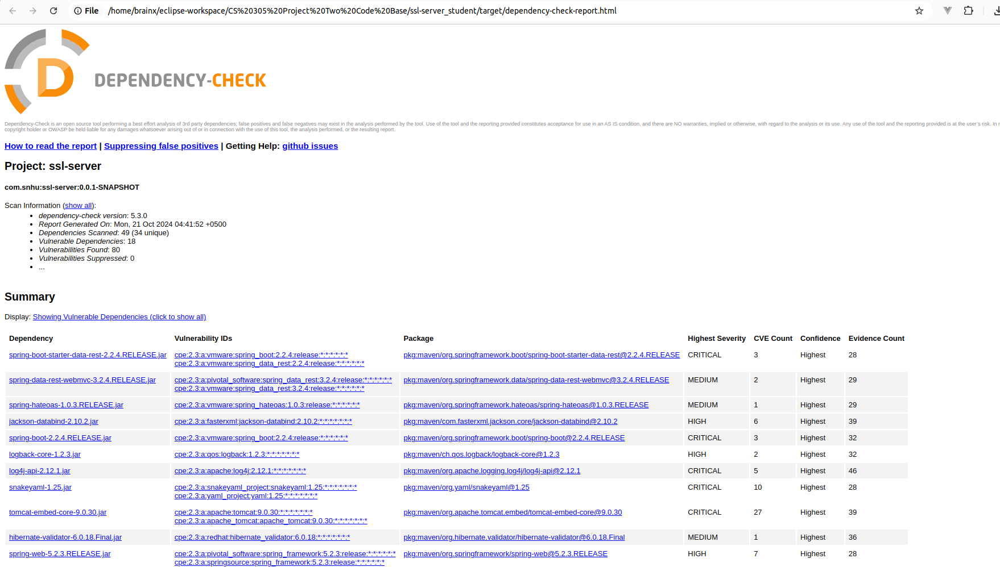 File /home/brainx/eclipse-workspace/CS%20305%20Project%20Two%20Code%20Base/ssl-server_student/target/dependency-check-report.html
D
DEPENDENCY-CHECK
Dependency-Check is an open source tool performing a best effort analysis of 3rd party dependencies; false positives and false negatives may exist in the analysis performed by the tool. Use of the tool and the reporting provided constitutes acceptance for use in an AS IS condition, and there are NO warranties, implied or otherwise, with regard to the analysis or its use. Any use of the tool and the reporting provided is at the user's risk. In
copyright holder or OWASP be held liable for any damages whatsoever arising out of or in connection with the use of this tool, the analysis performed, or the resulting report.
How to read the report | Suppressing false positives | Getting Help: github issues
Project: ssl-server
com.snhu:ssl-server:0.0.1-SNAPSHOT
Scan Information (show all):
• dependency-check version: 5.3.0
• Report Generated On: Mon, 21 Oct 2024 04:41:52 +0500
• Dependencies Scanned: 49 (34 unique)
• Vulnerable Dependencies: 18
• Vulnerabilities Found: 80
• Vulnerabilities Suppressed: 0
• ...
Summary
Display: Showing Vulnerable Dependencies (click to show all)
Dependency Vulnerability IDs Package Highest Severity CVE Count Confidence Evidence Count
spring-boot-starter-data-rest-2.2.4.RELEASE.jar cpe:2.3:a:vmware:spring_boot:2.2.4:release:*:*:*:*:*:* pkg:maven/org.springframework.boot/spring-boot-starter-data-rest@2.2.4.RELEASE CRITICAL 3 Highest 28
cpe:2.3:a:vmware:spring_data_rest:2.2.4:release:*:*:*:*:*:*
spring-data-rest-webmvc-3.2.4.RELEASE.jar cpe:2.3:a:pivotal_software:spring_data_rest:3.2.4:release:*:*:*:*:*:* pkg:maven/org.springframework.data/spring-data-rest-webmvc@3.2.4.RELEASE MEDIUM 2 Highest 29
cpe:2.3:a:vmware:spring_data_rest:3.2.4:release:*:*:*:*:*:*
spring-hateoas-1.0.3.RELEASE.jar cpe:2.3:a:vmware:spring_hateoas:1.0.3:release:*:*:*:*:*:* pkg:maven/org.springframework.hateoas/spring-hateoas@1.0.3.RELEASE MEDIUM 1 Highest 29
jackson-databind-2.10.2.jar cpe:2.3:a:fasterxml:jackson-databind:2.10.2:*:*:*:*:*:*:* pkg:maven/com.fasterxml.jackson.core/jackson-databind@2.10.2 HIGH 6 Highest 39
spring-boot-2.2.4.RELEASE.jar cpe:2.3:a:vmware:spring_boot:2.2.4:release:*:*:*:*:*:* pkg:maven/org.springframework.boot/spring-boot@2.2.4.RELEASE CRITICAL 3 Highest 32
logback-core-1.2.3.jar cpe:2.3:a:qos:logback:1.2.3:*:*:*:*:*:*:* pkg:maven/ch.qos.logback/logback-core@1.2.3 HIGH 2 Highest 32
log4j-api-2.12.1.jar cpe:2.3:a:apache:log4j:2.12.1:*:*:*:*:*:*:* pkg:maven/org.apache.logging.log4j/log4j-api@2.12.1 CRITICAL 5 Highest 46
snakeyaml-1.25.jar cpe:2.3:a:snakeyaml_project:snakeyaml:1.25:*:*:*:*:*:*:* pkg:maven/org.yaml/snakeyaml@1.25 CRITICAL 10 Highest 28
cpe:2.3:a:yaml_project:yaml:1.25:*:*:*:*:*:*:*
tomcat-embed-core-9.0.30.jar cpe:2.3:a:apache:tomcat:9.0.30:*:*:*:*:*:*:* pkg:maven/org.apache.tomcat.embed/tomcat-embed-core@9.0.30 CRITICAL 27 Highest 39
cpe:2.3:a:apache_tomcat:apache_tomcat:9.0.30:*:*:*:*:*:*:*
hibernate-validator-6.0.18.Final.jar cpe:2.3:a:redhat:hibernate_validator:6.0.18:*:*:*:*:*:*:* pkg:maven/org.hibernate.validator/hibernate-validator@6.0.18.Final MEDIUM 1 Highest 36
spring-web-5.2.3.RELEASE.jar cpe:2.3:a:pivotal_software:spring_framework:5.2.3:release:*:*:*:*:*:* pkg:maven/org.springframework/spring-web@5.2.3.RELEASE HIGH 7 Highest 28
cpe:2.3:a:springsource:spring_framework:5.2.3:release:*:*:*:*:*:*